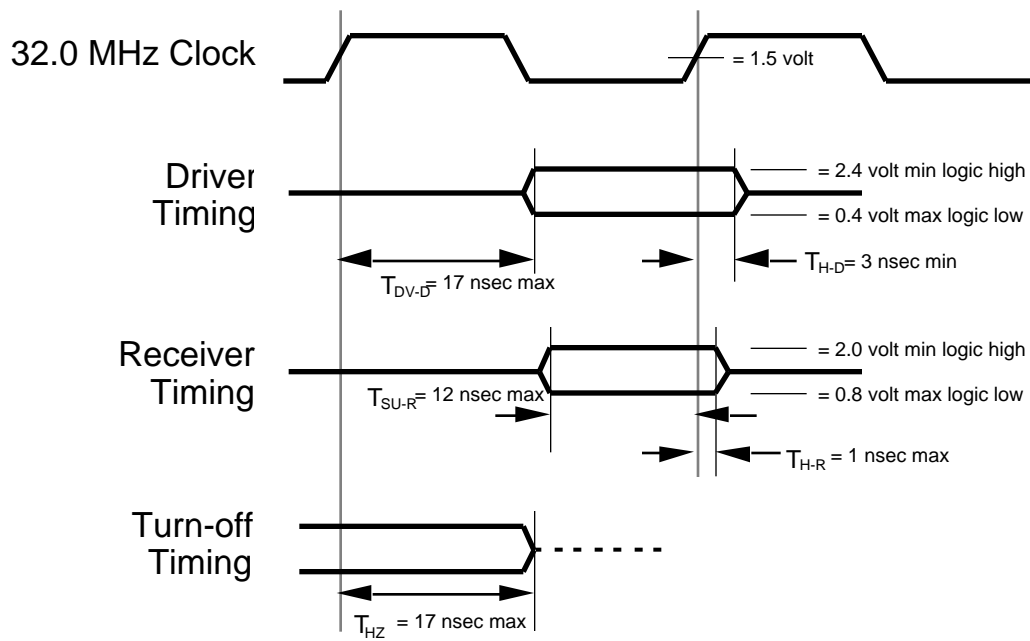 32.0 MHz Clock
= 1.5 volt
Driver
Timing
= 2.4 volt min logic high
= 0.4 volt max logic low
TDV-D= 17 nsec max
TH-D= 3 nsec min
Receiver
Timing
= 2.0 volt min logic high
= 0.8 volt max logic low
TSU-R= 12 nsec max
TH-R = 1 nsec max
Turn-off
Timing
THZ = 17 nsec max